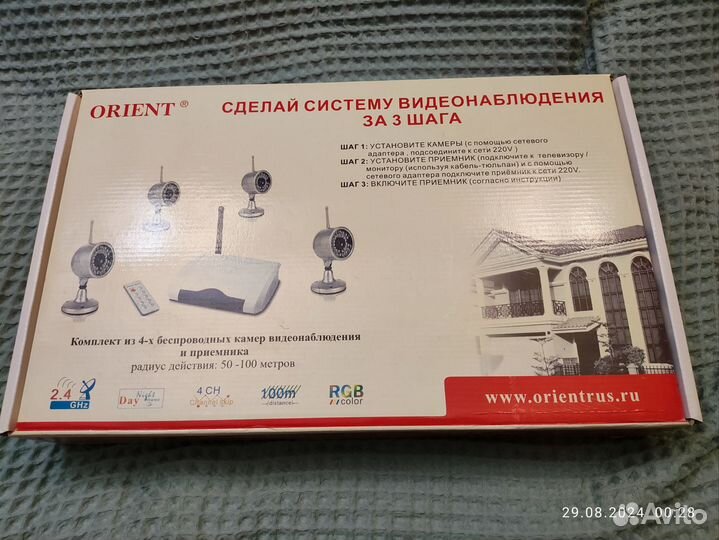 ORIENT ®
СДЕЛАЙ СИСТЕМУ ВИДЕОНАБЛЮДЕНИЯ
ЗА 3 ШАГА
ШАГ 1: УСТАНОВИТЕ КАМЕРЫ (с помощью сетевого
адаптера , подсоедините к сети 220V )
ШАГ 2: УСТАНОВИТЕ ПРИЕМНИК (подключите к телевизору /
монитору (используя кабель-тюльпан) и с помощью
сетевого адаптера подключите приёмник к сети 220V.
ШАГ 3: ВКЛЮЧИТЕ ПРИЕМНИК (согласно инструкции)
Комплект из 4-х беспроводных камер видеонаблюдения
и приемника
радиус действия: 50 -100 метров
2.4
GHz
Day Night
4 CH
Channel
100m
(distance)
RGB
color
www.orientrus.ru
29.08.2024 00:28
Avito